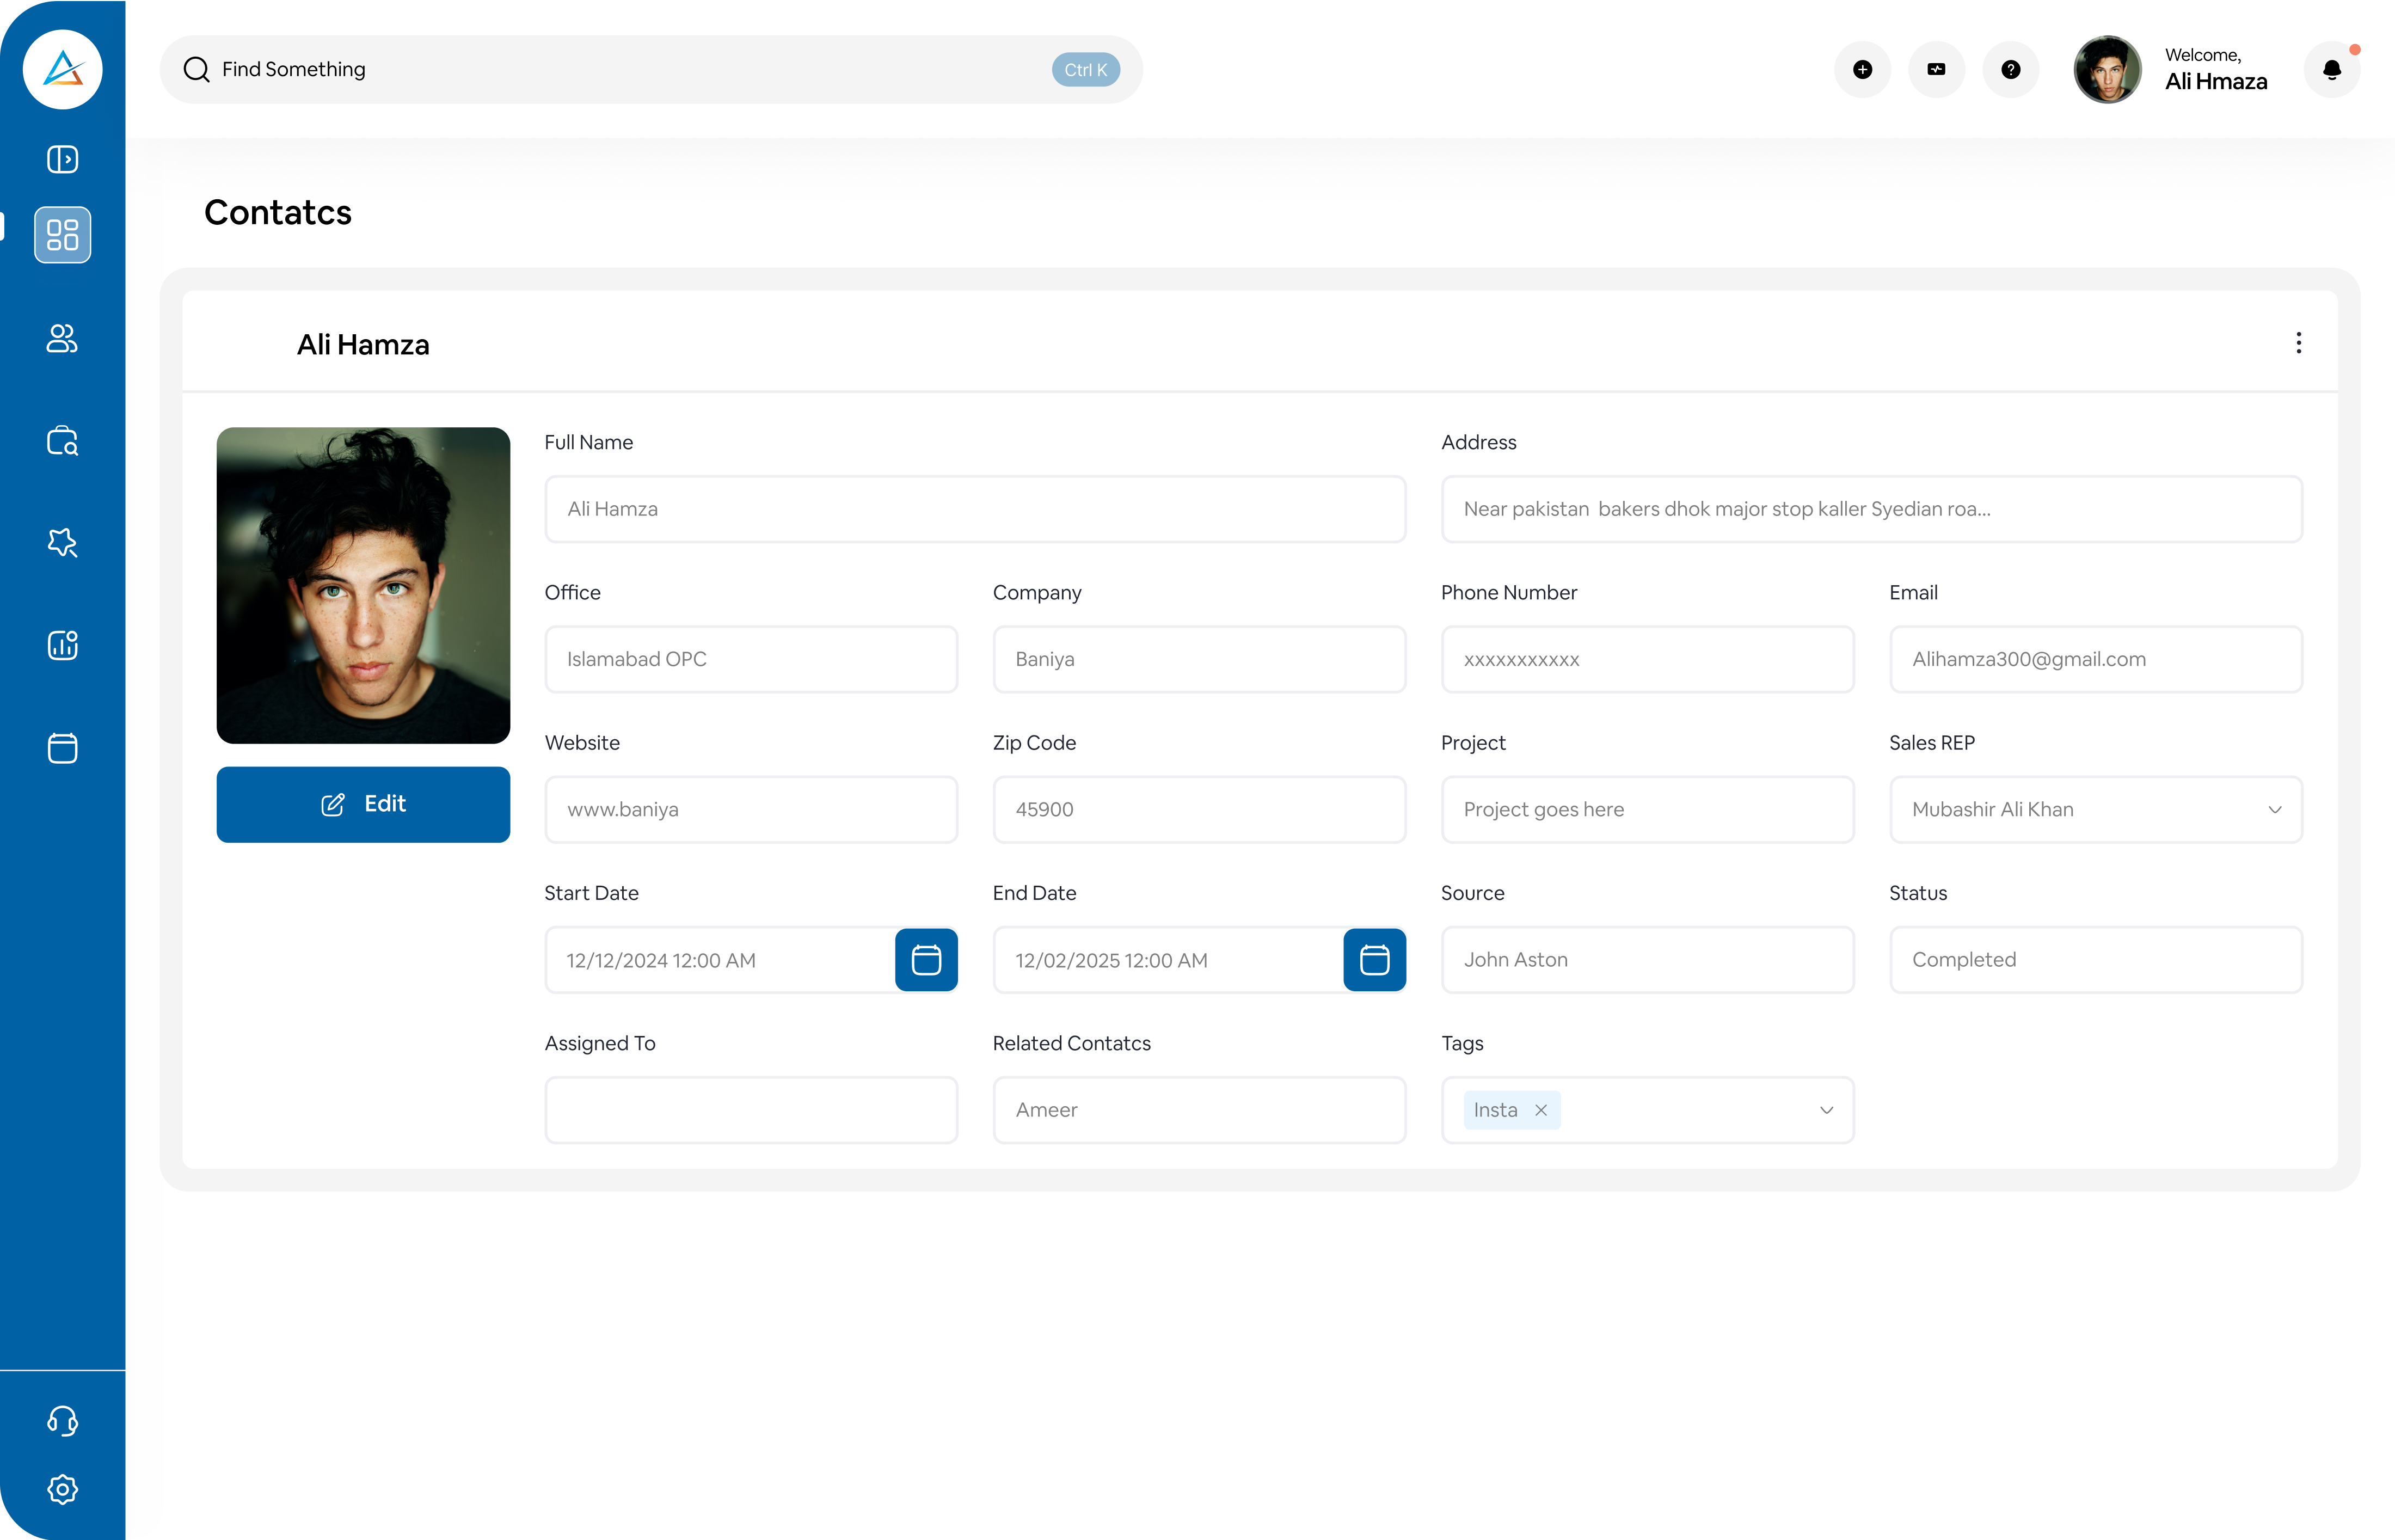 Find Something
Ctrl K
Welcome,
Ali Hmaza
Contatcs
Ali Hamza
Full Name
Address
Ali Hamza
Near pakistan  bakers dhok major stop kaller Syedian roa...
Office
Company
Phone Number
Email
Islamabad OPC
Baniya
xxxxxxxxxxx
Alihamza300@gmail.com
Website
Zip Code
Project
Sales REP
www.baniya
45900
Project goes here
Mubashir Ali Khan
Edit
Start Date
End Date
Source
Status
12/12/2024 12:00 AM
12/02/2025 12:00 AM
John Aston
Completed
Assigned To
Related Contatcs
Tags
Ameer
Insta